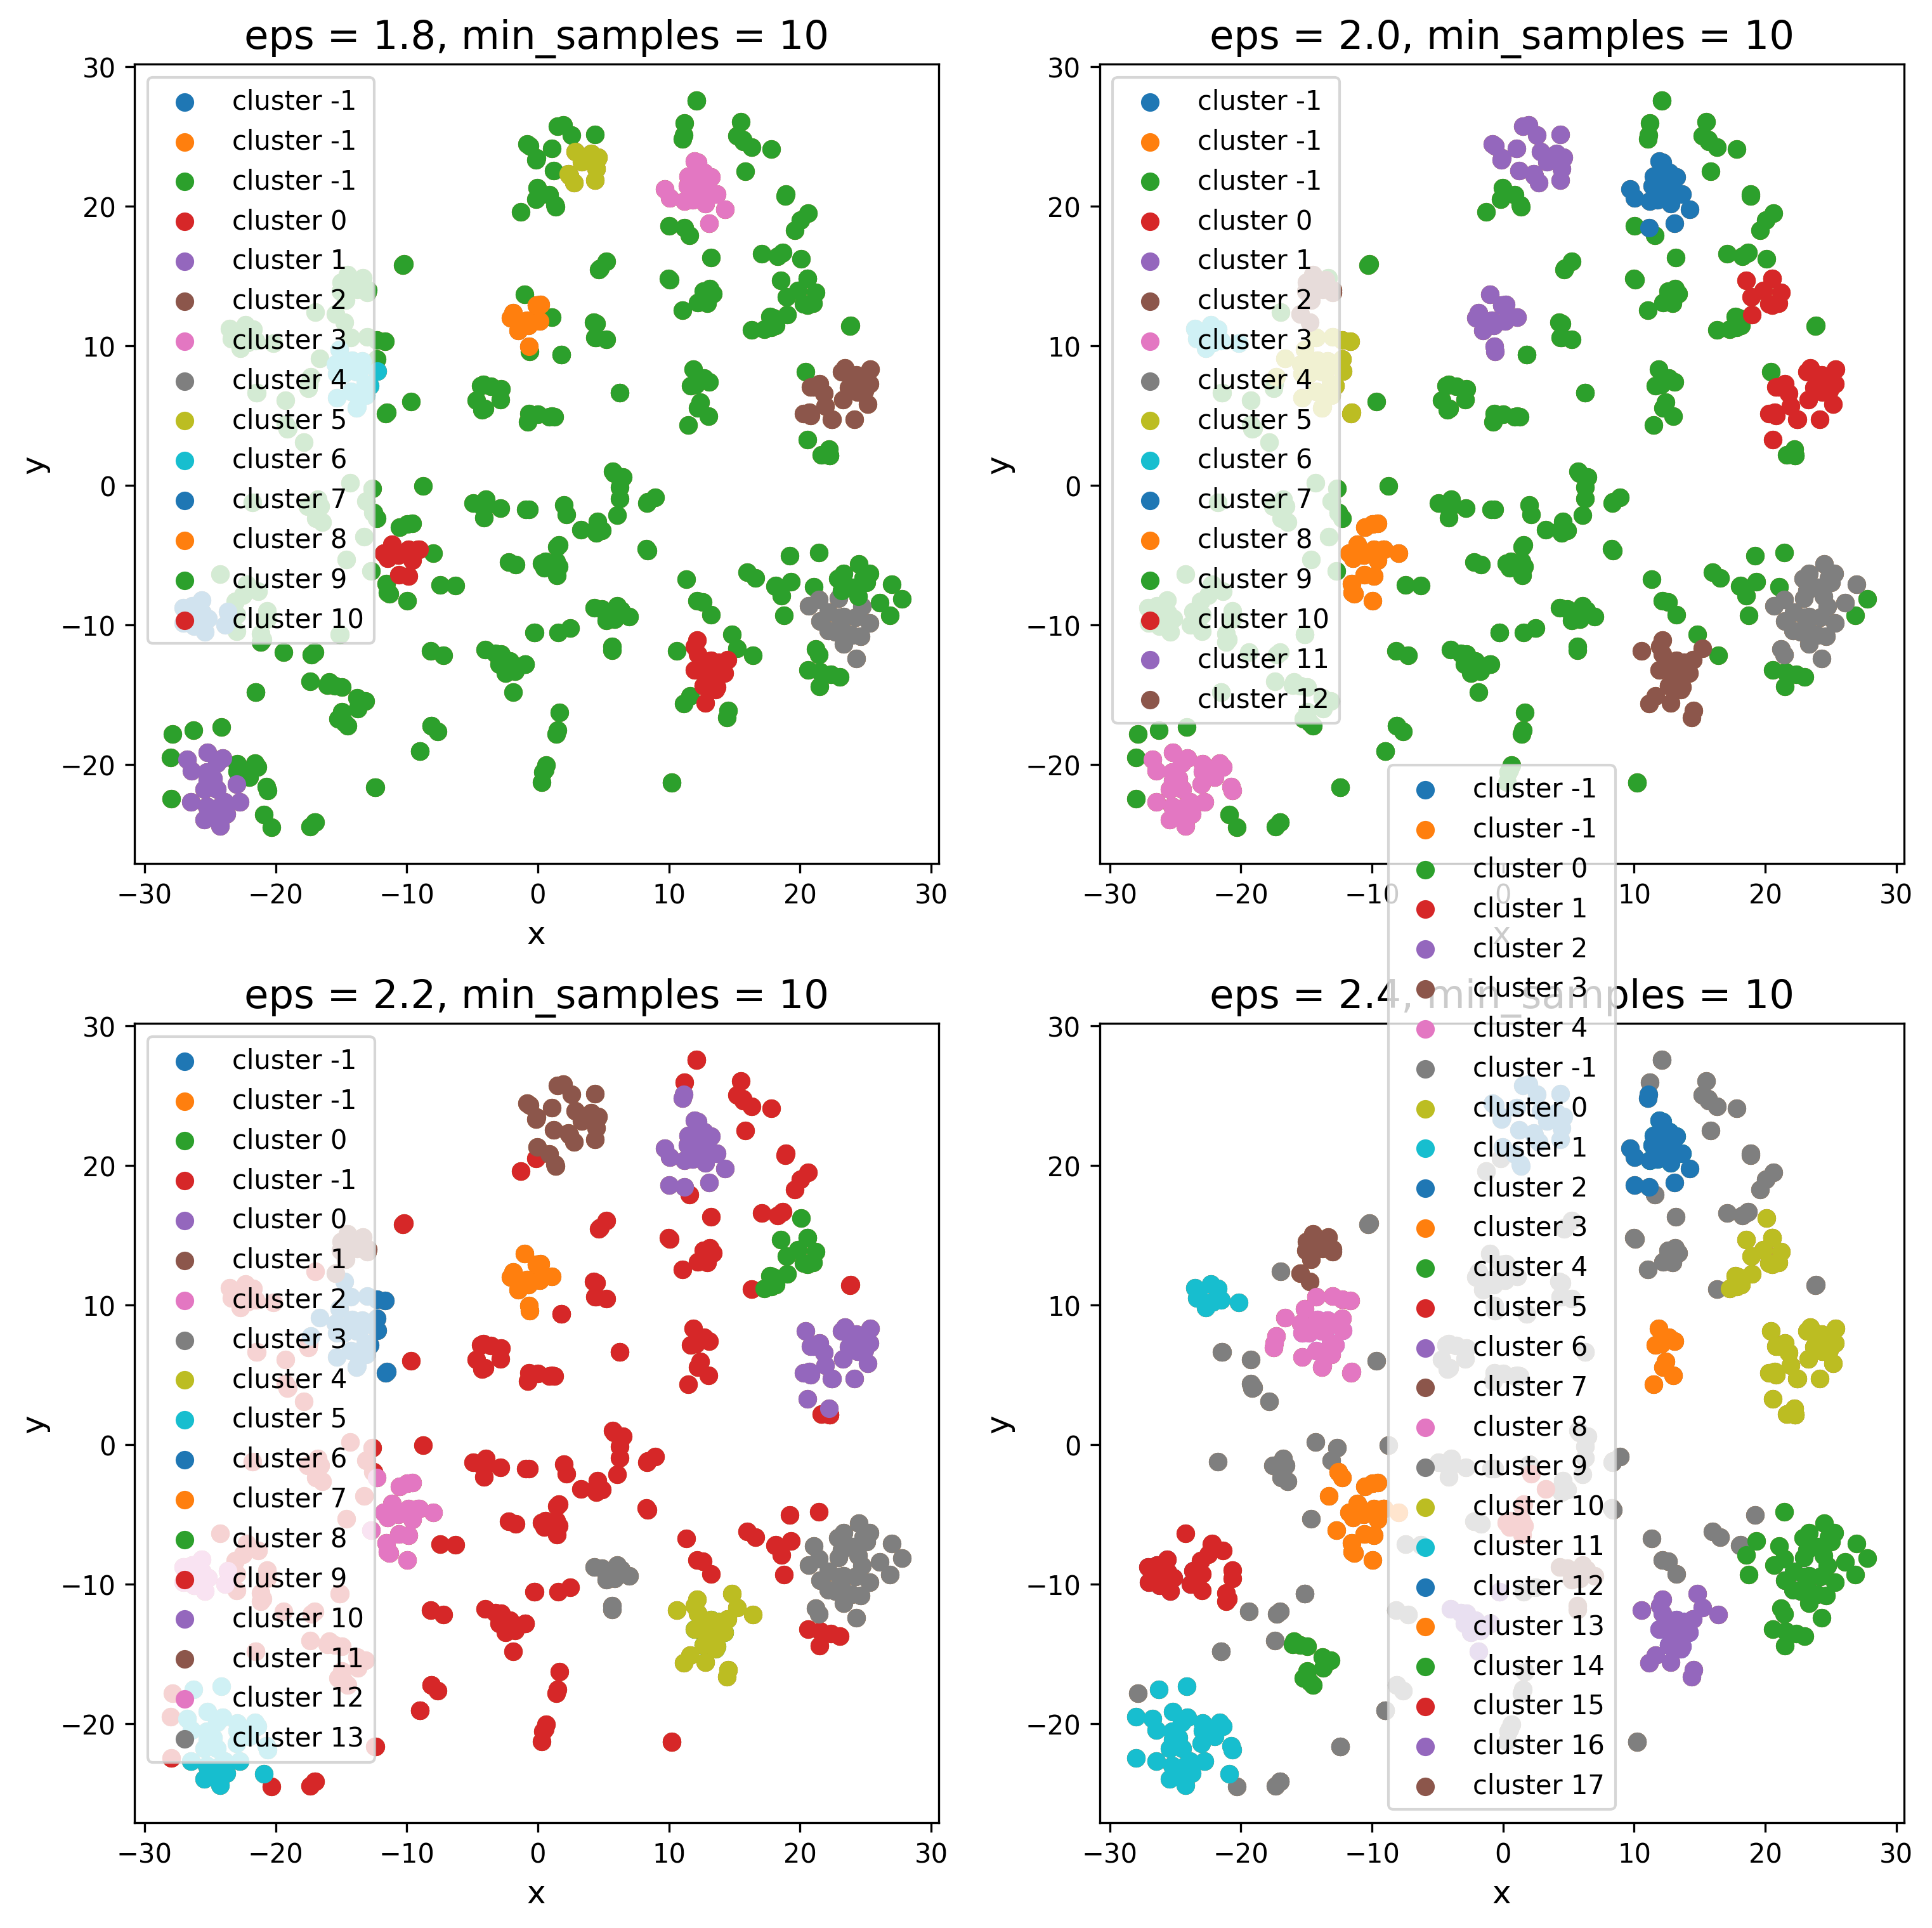 eps = 1.8, min_samples = 10
30
20
10
0
−10
−20
y
cluster -1
cluster -1
cluster -1
cluster 0
cluster 1
cluster 2
cluster 3
cluster 4
cluster 5
cluster 6
cluster 7
cluster 8
cluster 9
cluster 10
−30 −20 −10 0 10 20 30
x
eps = 2.0, min_samples = 10
30
20
10
0
−10
−20
y
cluster -1
cluster -1
cluster -1
cluster 0
cluster 1
cluster 2
cluster 3
cluster 4
cluster 5
cluster 6
cluster 7
cluster 8
cluster 9
cluster 10
cluster 11
cluster 12
−30 −20 −10 0 10 20 30
x
eps = 2.2, min_samples = 10
30
20
10
0
−10
−20
y
cluster -1
cluster -1
cluster 0
cluster -1
cluster 0
cluster 1
cluster 2
cluster 3
cluster 4
cluster 5
cluster 6
cluster 7
cluster 8
cluster 9
cluster 10
cluster 11
cluster 12
cluster 13
−30 −20 −10 0 10 20 30
x
eps = 2.4, min_samples = 10
30
20
10
0
−10
−20
y
cluster -1
cluster -1
cluster 0
cluster 1
cluster 2
cluster 3
cluster 4
cluster -1
cluster 0
cluster 1
cluster 2
cluster 3
cluster 4
cluster 5
cluster 6
cluster 7
cluster 8
cluster 9
cluster 10
cluster 11
cluster 12
cluster 13
cluster 14
cluster 15
cluster 16
cluster 17
−30 −20 −10 0 10 20 30
x